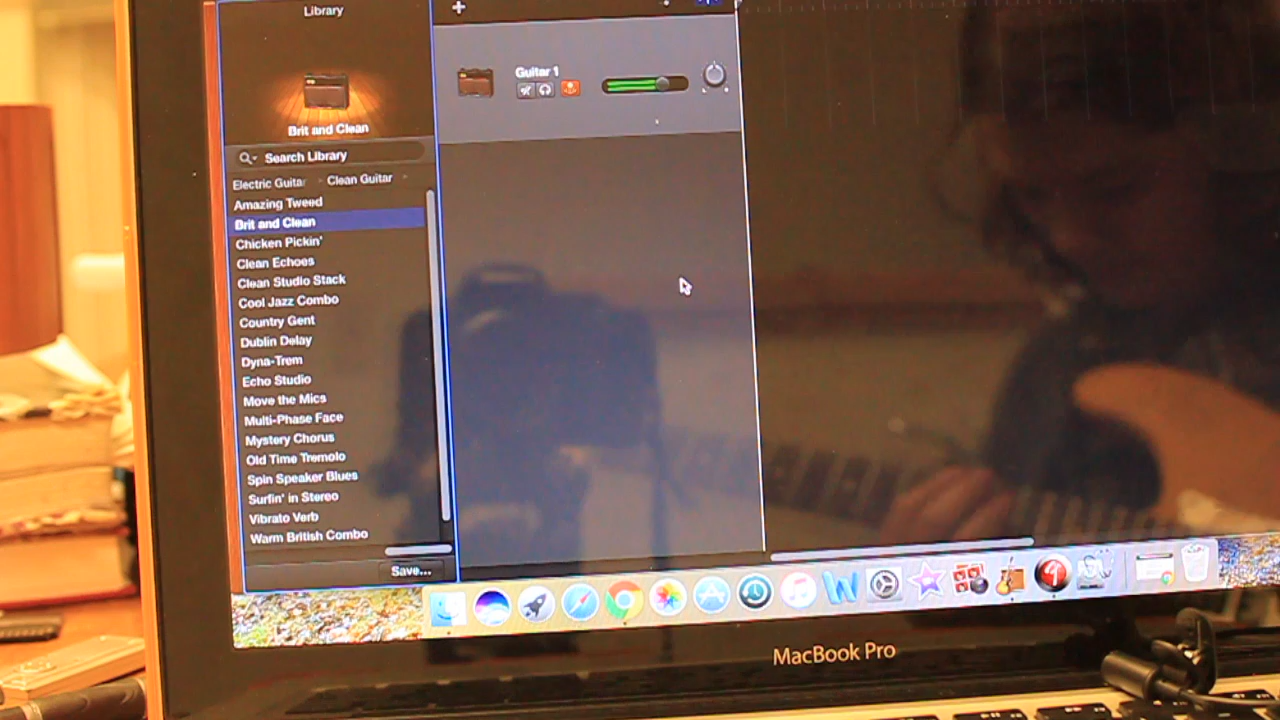 Library
Guitar 1
Brit and Clean
Search Library
Electric Guitar Clean Guitar
Amazing Tweed
Brit and Clean
Chicken Pickin'
Clean Echoes
Clean Studio Stack
Cool Jazz Combo
Country Gent
Dublin Delay
Dyna-Trem
Echo Studio
Move the Mics
Multi-Phase Face
Mystery Chorus
Old Time Tremolo
Spin Speaker Blues
Surfin' in Stereo
Vibrato Verb
Warm British Combo
Save...
MacBook Pro